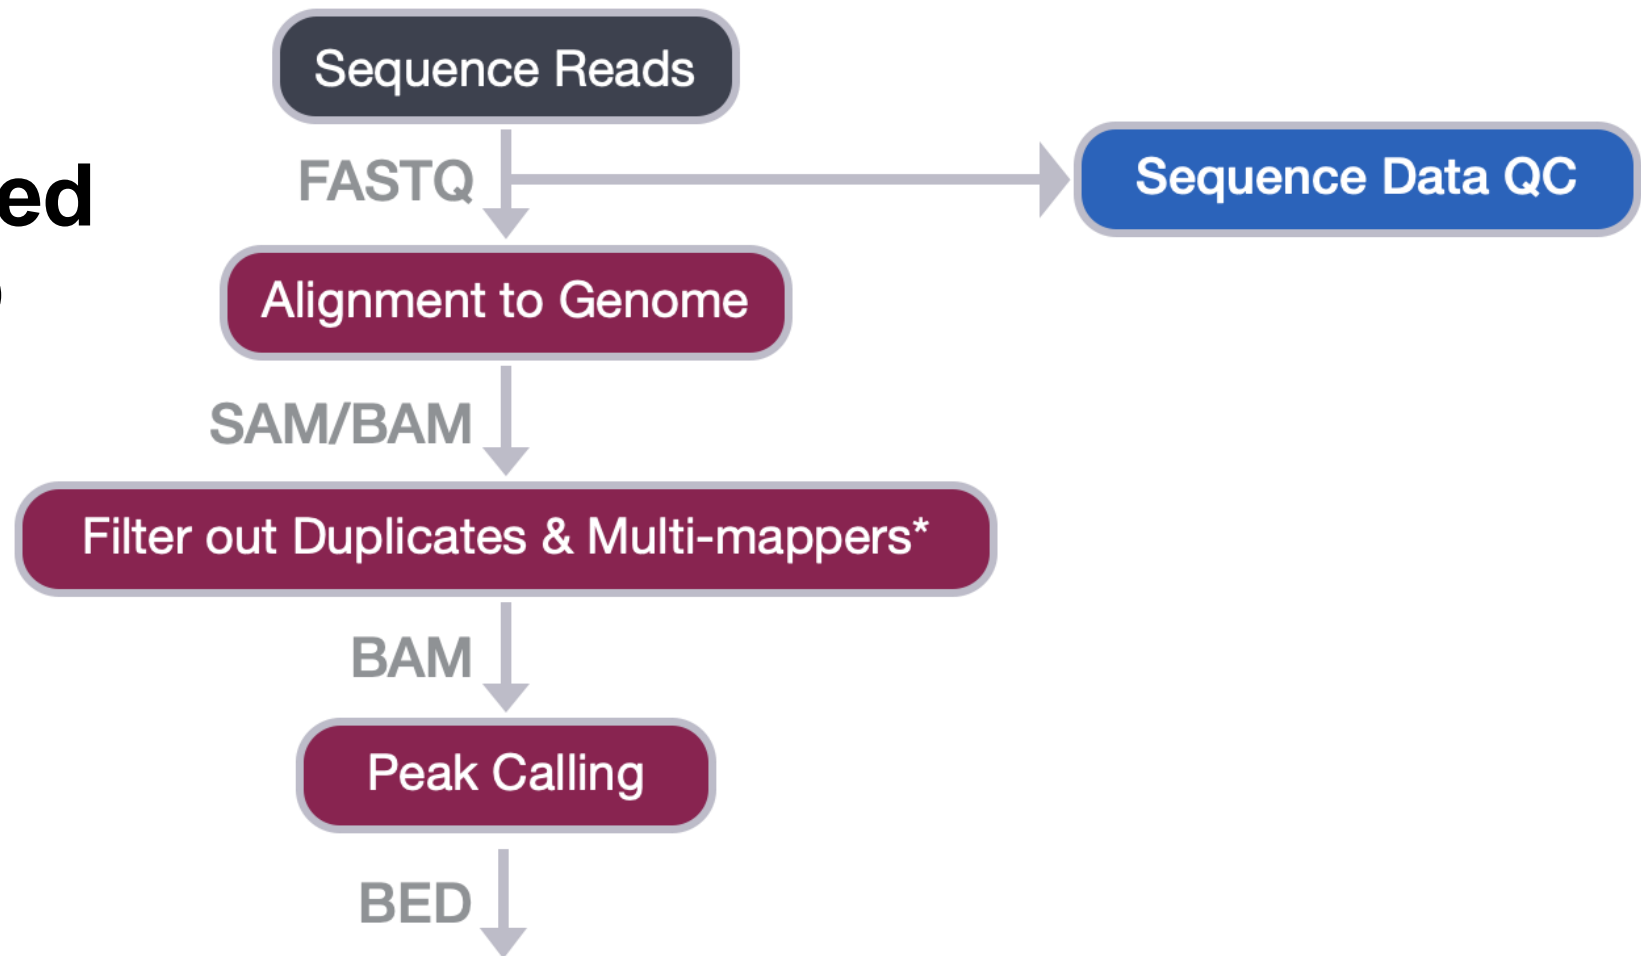 Sequence Reads
FASTQ
Sequence Data QC
ed
Alignment to Genome
SAM/BAM
Filter out Duplicates & Multi-mappers*
BAM
Peak Calling
BED